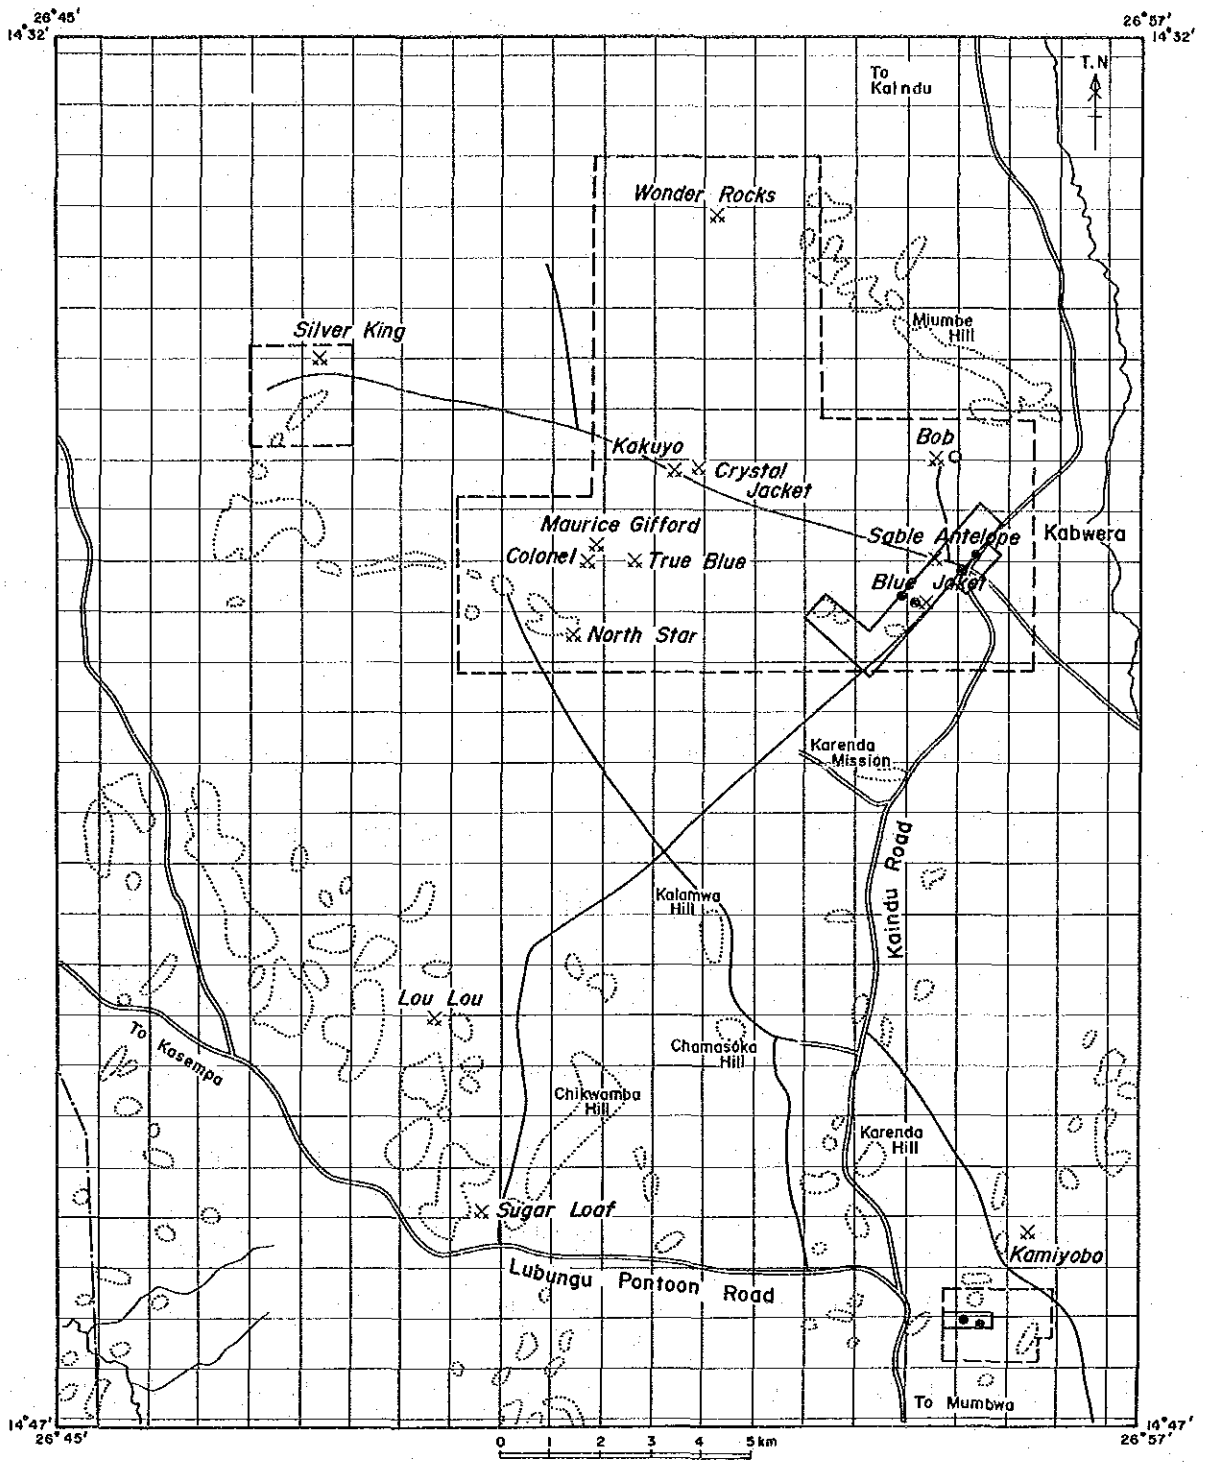 26°45'
26°57'
14°32'
14°32'
T.N
To
Kaindu
Wonder Rocks
Miumbe
Hill
Silver King
Kakuyo
Crystal
Jacket
Bob
Maurice Gifford
Sable Antelope
Kabwera
Colonel
True Blue
Blue Jaket
North Star
Karenda
Mission
Kaindu Road
Kalamwa
Hill
Lou Lou
To Kasempa
Chamasoka
Hill
Chikwamba
Hill
Karenda
Hill
Sugar Loaf
Kamiyobo
Lubungu Pontoon Road
To Mumbwa
14°47'
14°47'
26°45'
26°57'
0 1 2 3 4 5 km